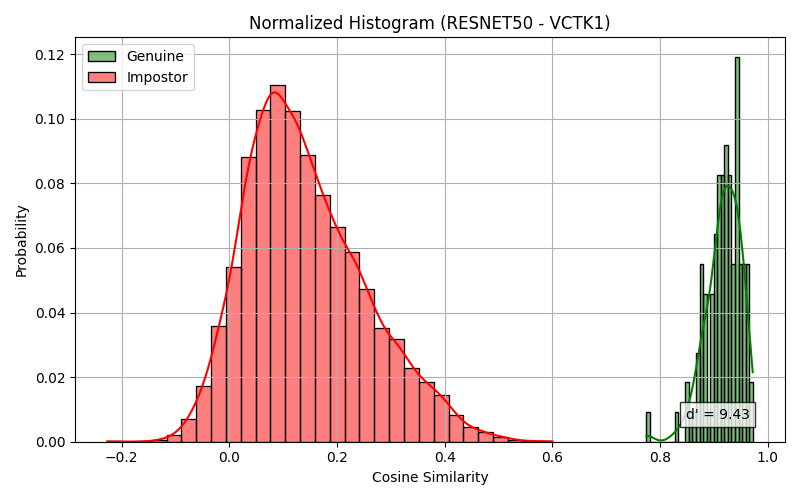 Normalized Histogram (RESNET50 - VCTK1)
Genuine
Impostor
0.12
0.10
0.08
0.06
0.04
0.02
0.00
Probability
d' = 9.43
−0.2
0.0
0.2
0.4
0.6
0.8
1.0
Cosine Similarity